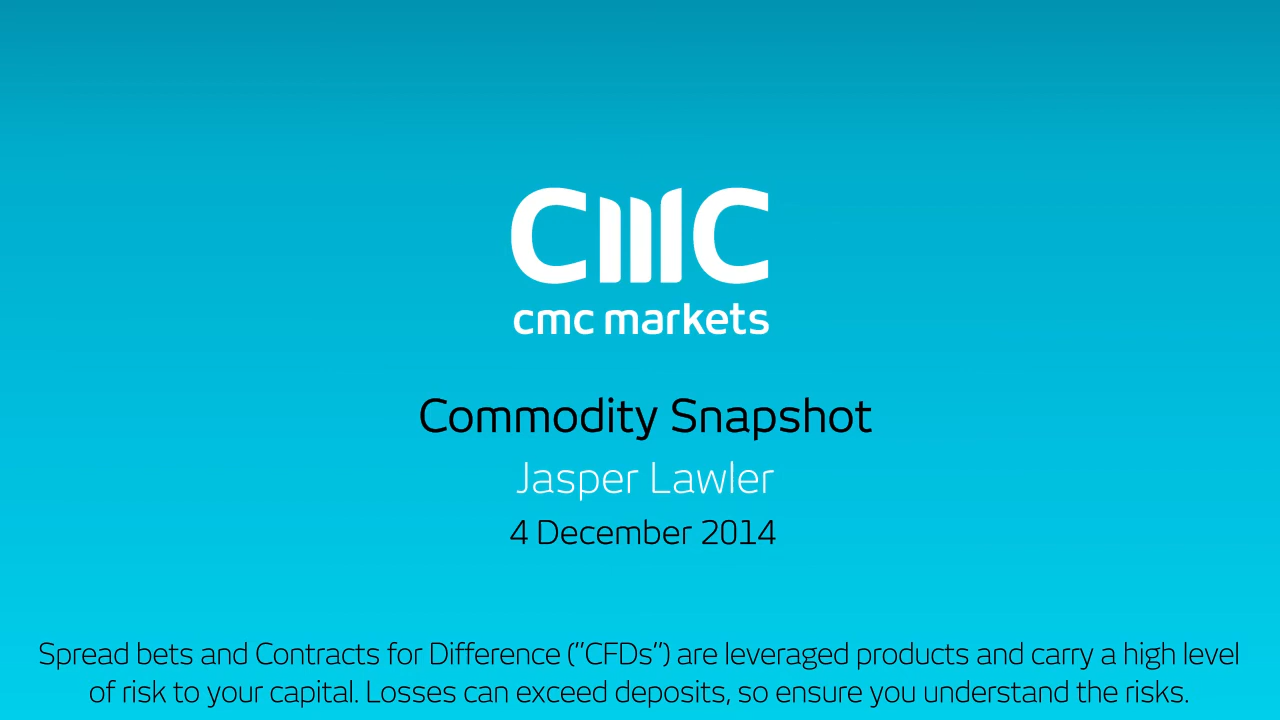 CMC
cmc markets
Commodity Snapshot
Jasper Lawler
4 December 2014
Spread bets and Contracts for Difference (“CFDs”) are leveraged products and carry a high level
of risk to your capital. Losses can exceed deposits, so ensure you understand the risks.